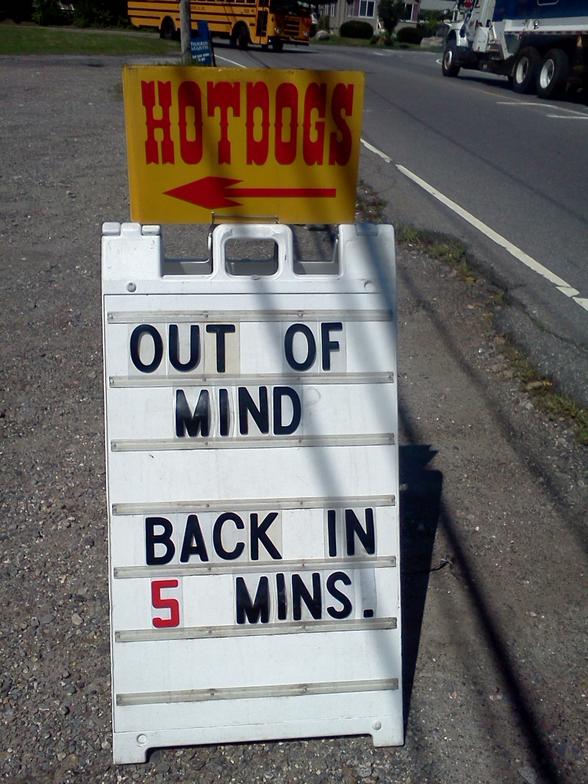 HOTDOGS
OUT OF
MIND
BACK IN
5 MINS.